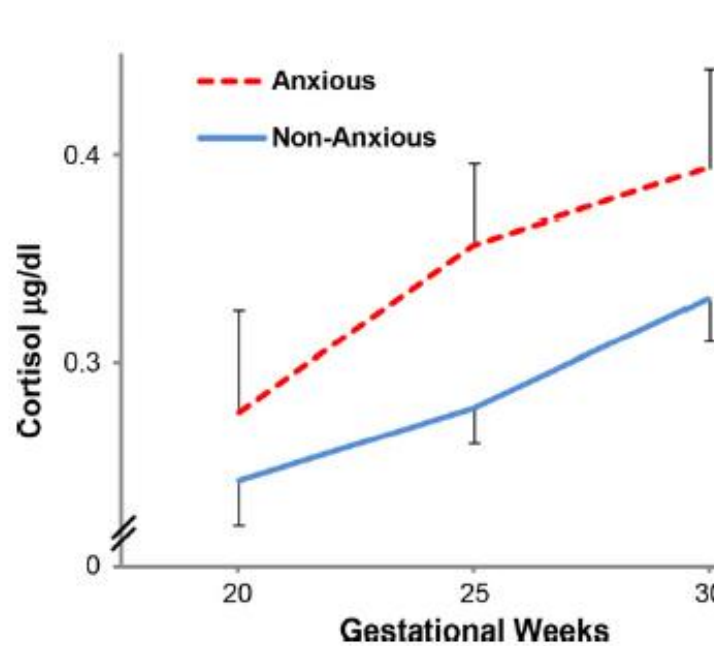 Anxious
Non-Anxious
0.4
0.3
0
Cortisol µg/dl
20 25
Gestational Weeks